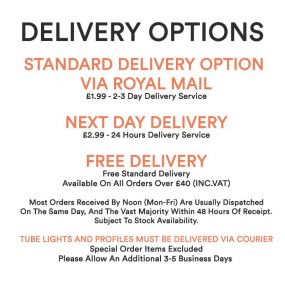 DELIVERY OPTIONS
STANDARD DELIVERY OPTION
VIA ROYAL MAIL
£1.99 - 2-3 Day Delivery Service
NEXT DAY DELIVERY
£2.99 - 24 Hours Delivery Service
FREE DELIVERY
Free Standard Delivery
Available On All Orders Over £40 (INC.VAT)
Most Orders Received By Noon (Mon-Fri) Are Usually Dispatched
On The Same Day, And The Vast Majority Within 48 Hours Of Receipt.
Subject To Stock Availability.
TUBE LIGHTS AND PROFILES MUST BE DELIVERED VIA COURIER
Special Order Items Excluded
Please Allow An Additional 3-5 Business Days